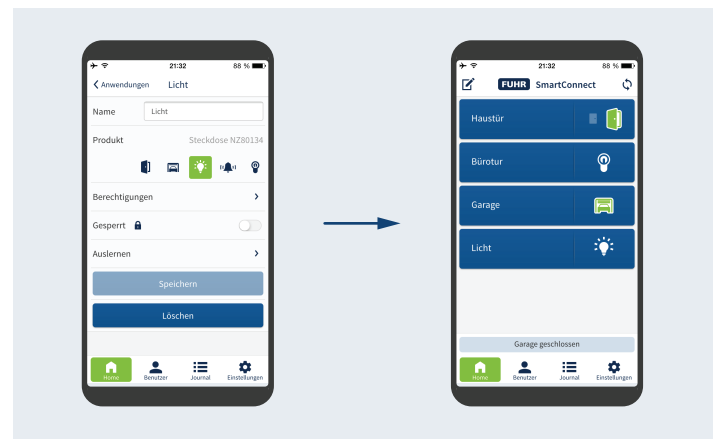 21:32
88 %
Anwendungen
Licht
Name
Licht
Produkt
Steckdose NZ80134
Berechtigungen
Gesperrt
Auslernen
Speichern
Löschen
Home
Benutzer
Journal
Einstellungen
21:32
88 %
FUHR SmartConnect
Haustür
Bürotur
Garage
Licht
Garage geschlossen
Home
Benutzer
Journal
Einstellungen